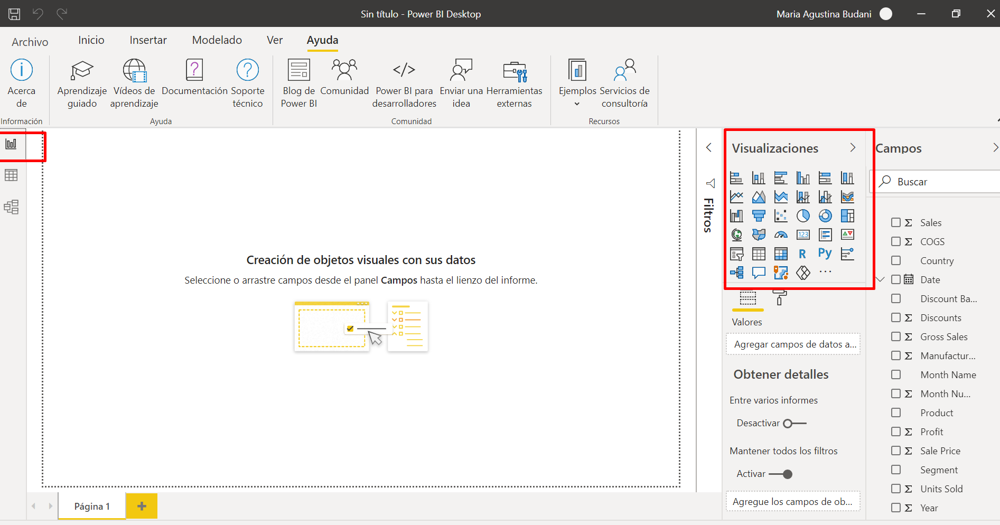 Sin título - Power BI Desktop
Maria Agustina Budani
Archivo
Inicio
Insertar
Modelado
Ver
Ayuda
Acerca de
Aprendizaje guiado
Vídeos de aprendizaje
Documentación
Soporte técnico
Blog de Power BI
Comunidad
Power BI para desarrolladores
Enviar una idea
Herramientas externas
Ejemplos
Servicios de consultoría
Información
Ayuda
Comunidad
Recursos
Creación de objetos visuales con sus datos
Seleccione o arrastre campos desde el panel Campos hasta el lienzo del informe.
Filtros
Visualizaciones
123
R
Py
...
Valores
Agregar campos de datos a...
Obtener detalles
Entre varios informes
Desactivar
Mantener todos los filtros
Activar
Agregue los campos de ob...
Campos
Buscar
Σ Sales
Σ COGS
Country
Date
Discount Ba...
Σ Discounts
Σ Gross Sales
Σ Manufactur...
Month Name
Σ Month Nu...
Product
Σ Profit
Σ Sale Price
Segment
Σ Units Sold
Σ Year
Página 1
+